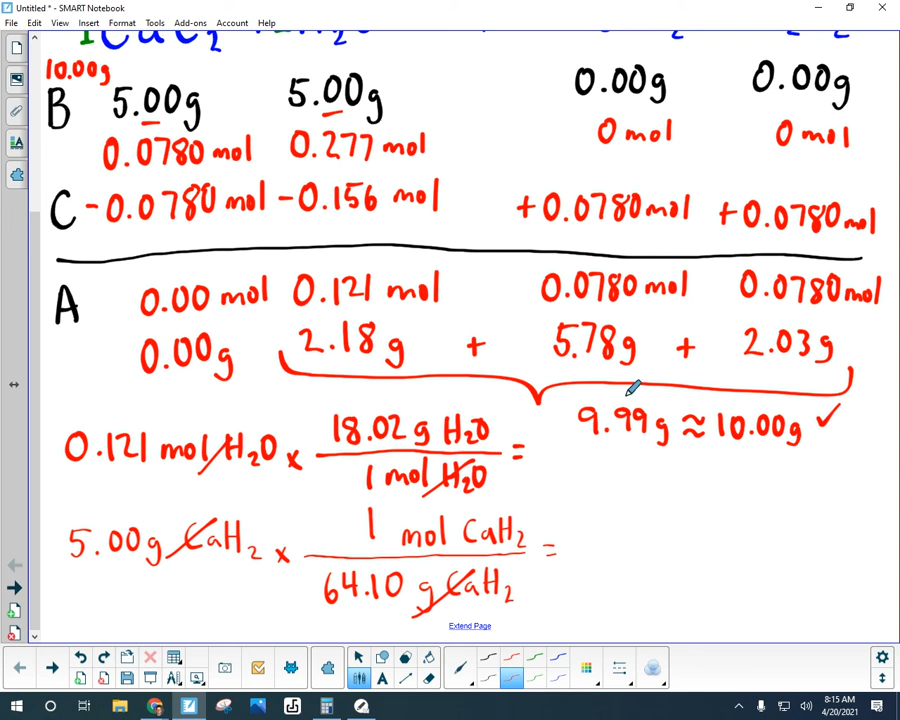 Untitled * - SMART Notebook
File Edit View Insert Format Tools Add-ons Account Help
10.00g
B 5.00g 5.00g 0.00g 0.00g
0.0780 mol 0.277 mol 0 mol 0 mol
C -0.0780 mol -0.156 mol +0.0780 mol +0.0780 mol
A 0.00 mol 0.121 mol 0.0780 mol 0.0780 mol
0.00g 2.18 g + 5.78g + 2.03g
9.99g ≈ 10.00g ✓
0.121 mol H₂O × 18.02 g H₂O / 1 mol H₂O =
5.00g CaH₂ × 1 mol CaH₂ / 64.10 g CaH₂ =
Extend Page
8:15 AM
4/20/2021